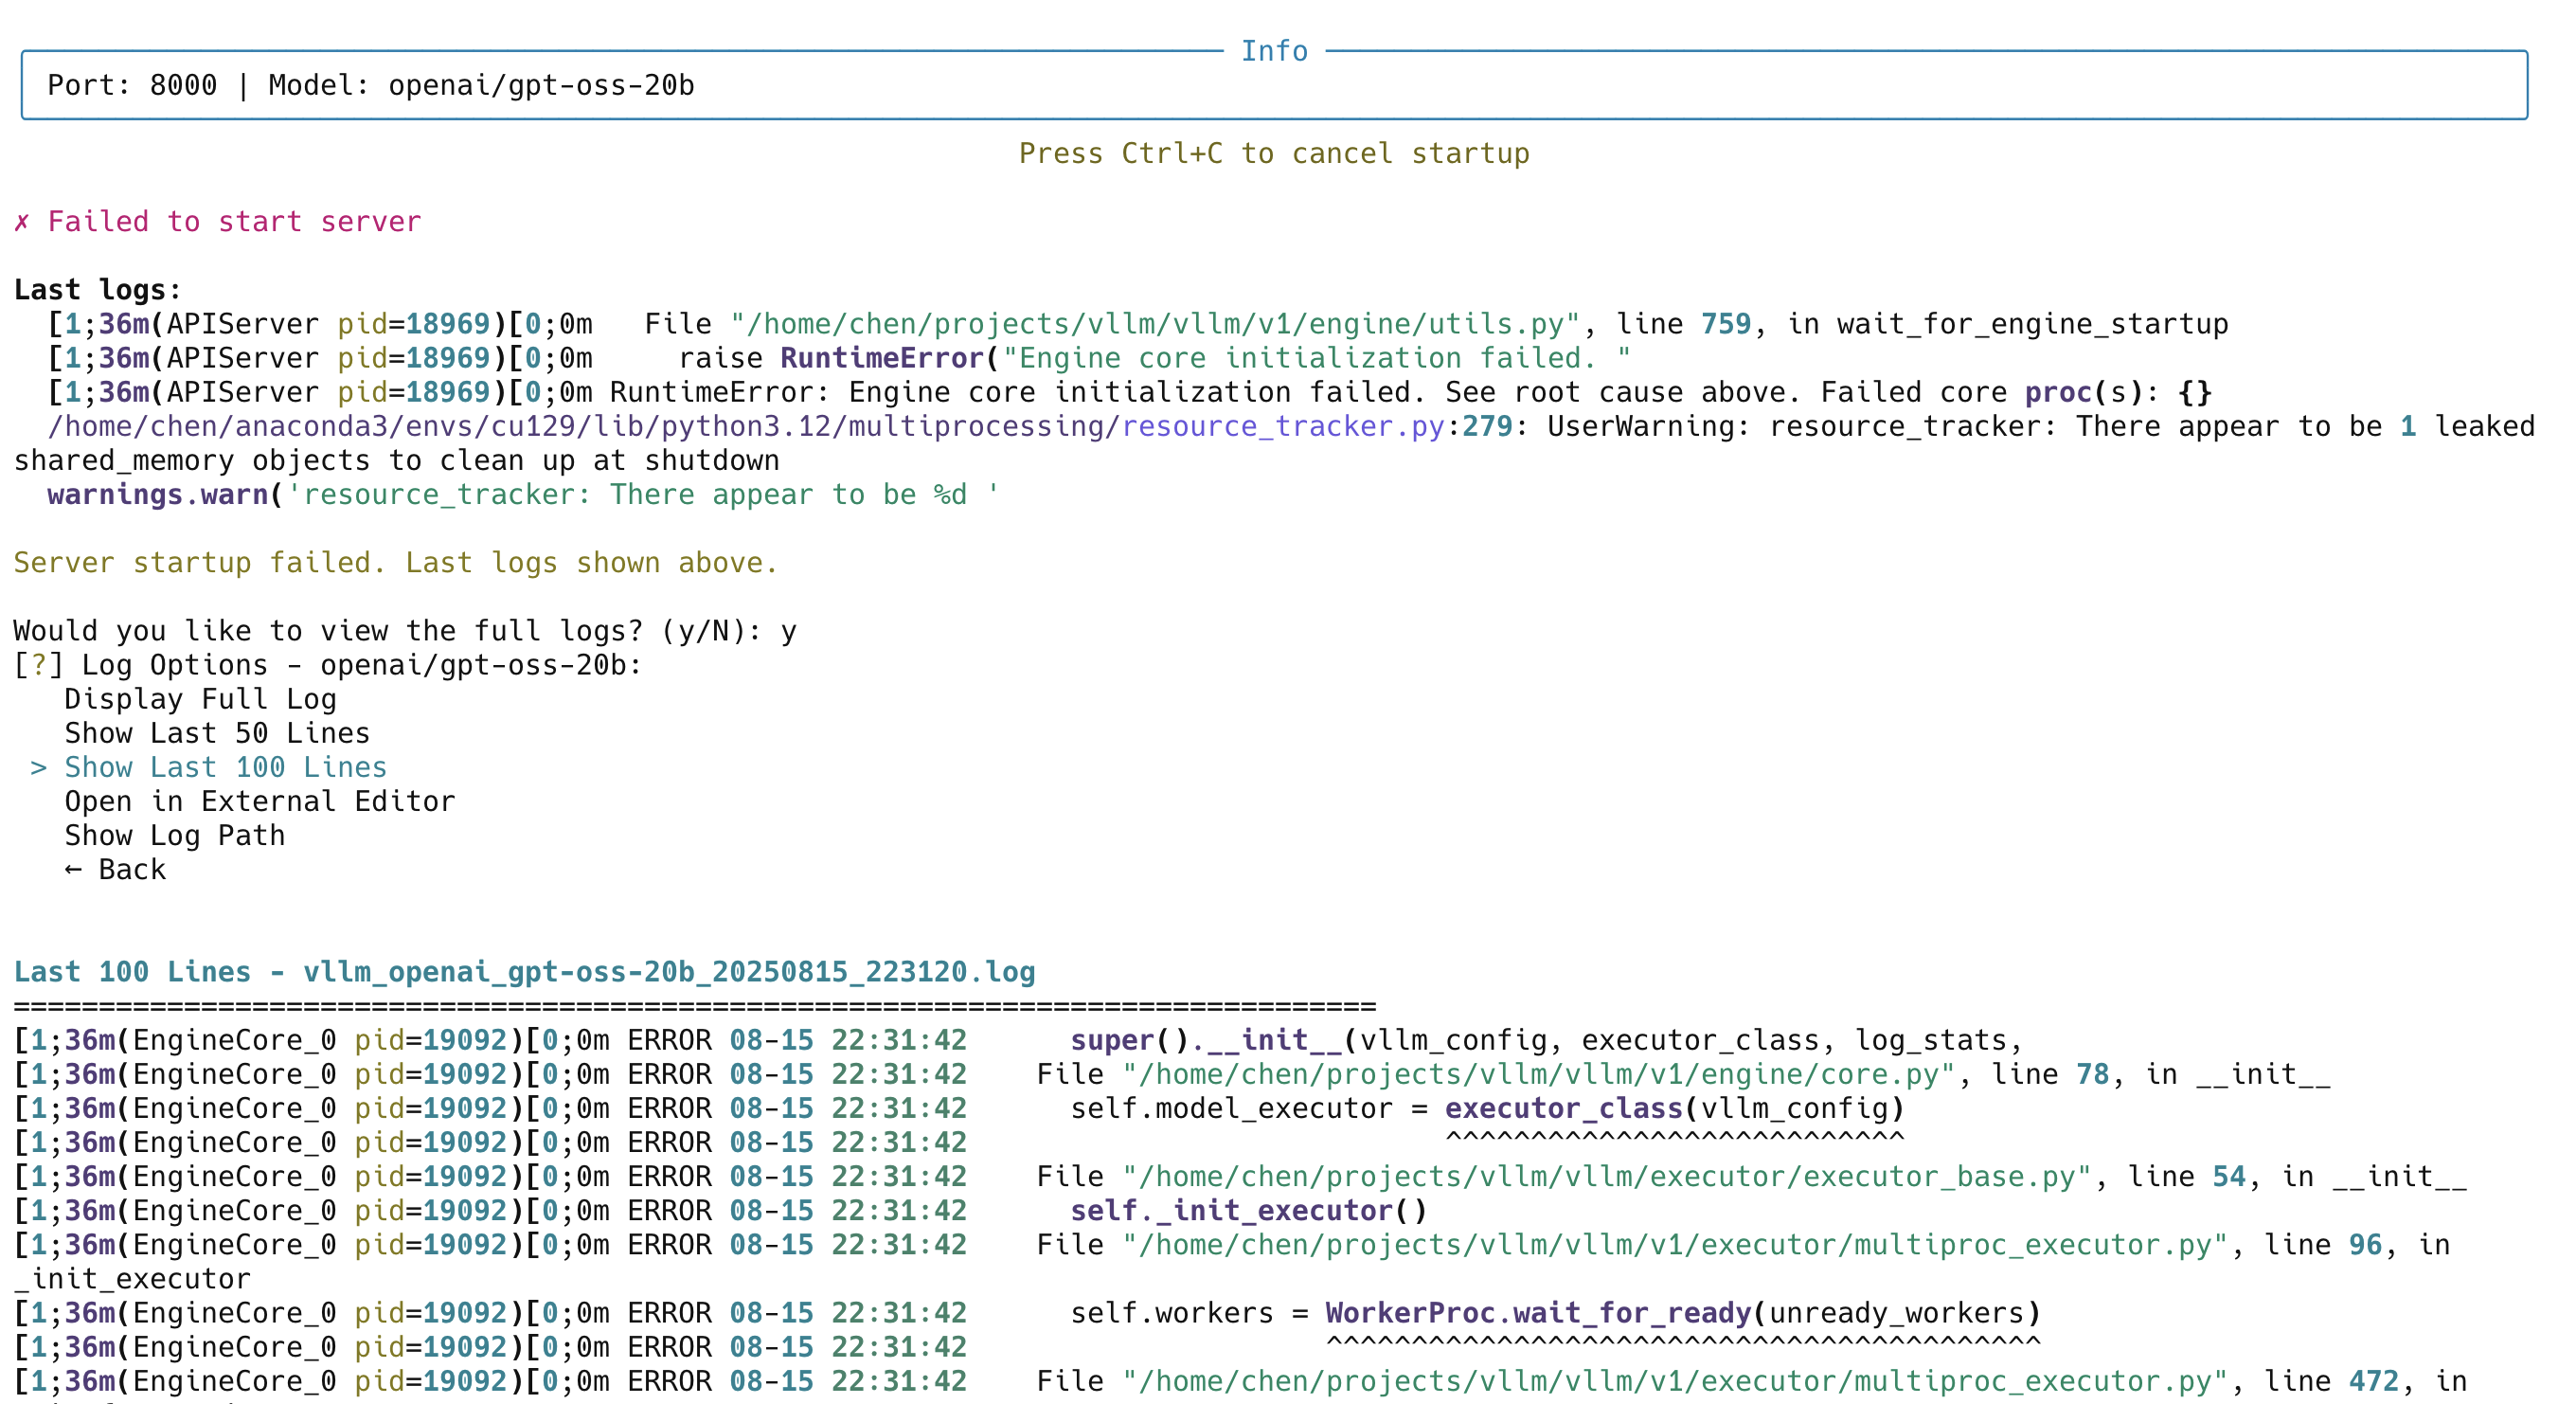 Info
Port: 8000 | Model: openai/gpt-oss-20b
Press Ctrl+C to cancel startup
✗ Failed to start server
Last logs:
[1;36m(APIServer pid=18969)[0;0m   File "/home/chen/projects/vllm/vllm/v1/engine/utils.py", line 759, in wait_for_engine_startup
[1;36m(APIServer pid=18969)[0;0m     raise RuntimeError("Engine core initialization failed. "
[1;36m(APIServer pid=18969)[0;0m RuntimeError: Engine core initialization failed. See root cause above. Failed core proc(s): {}
/home/chen/anaconda3/envs/cu129/lib/python3.12/multiprocessing/resource_tracker.py:279: UserWarning: resource_tracker: There appear to be 1 leaked
shared_memory objects to clean up at shutdown
warnings.warn('resource_tracker: There appear to be %d '
Server startup failed. Last logs shown above.
Would you like to view the full logs? (y/N): y
[?] Log Options - openai/gpt-oss-20b:
Display Full Log
Show Last 50 Lines
> Show Last 100 Lines
Open in External Editor
Show Log Path
← Back
Last 100 Lines - vllm_openai_gpt-oss-20b_20250815_223120.log
================================================================================
[1;36m(EngineCore_0 pid=19092)[0;0m ERROR 08-15 22:31:42      super().__init__(vllm_config, executor_class, log_stats,
[1;36m(EngineCore_0 pid=19092)[0;0m ERROR 08-15 22:31:42    File "/home/chen/projects/vllm/vllm/v1/engine/core.py", line 78, in __init__
[1;36m(EngineCore_0 pid=19092)[0;0m ERROR 08-15 22:31:42      self.model_executor = executor_class(vllm_config)
[1;36m(EngineCore_0 pid=19092)[0;0m ERROR 08-15 22:31:42                            ^^^^^^^^^^^^^^^^^^^^^^^^^^^
[1;36m(EngineCore_0 pid=19092)[0;0m ERROR 08-15 22:31:42    File "/home/chen/projects/vllm/vllm/executor/executor_base.py", line 54, in __init__
[1;36m(EngineCore_0 pid=19092)[0;0m ERROR 08-15 22:31:42      self._init_executor()
[1;36m(EngineCore_0 pid=19092)[0;0m ERROR 08-15 22:31:42    File "/home/chen/projects/vllm/vllm/v1/executor/multiproc_executor.py", line 96, in
_init_executor
[1;36m(EngineCore_0 pid=19092)[0;0m ERROR 08-15 22:31:42      self.workers = WorkerProc.wait_for_ready(unready_workers)
[1;36m(EngineCore_0 pid=19092)[0;0m ERROR 08-15 22:31:42                     ^^^^^^^^^^^^^^^^^^^^^^^^^^^^^^^^^^^^^^^^^^
[1;36m(EngineCore_0 pid=19092)[0;0m ERROR 08-15 22:31:42    File "/home/chen/projects/vllm/vllm/v1/executor/multiproc_executor.py", line 472, in